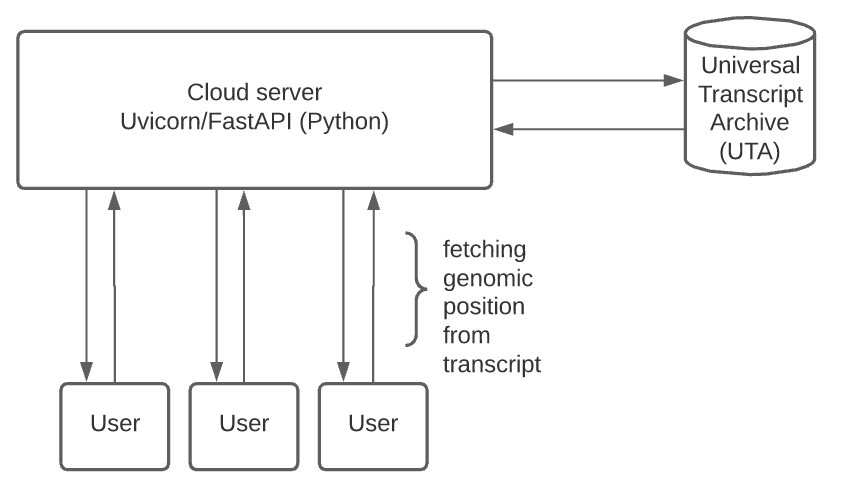 Cloud server
Uvicorn/FastAPI (Python)
Universal
Transcript
Archive
(UTA)
fetching
genomic
position
from
transcript
User
User
User